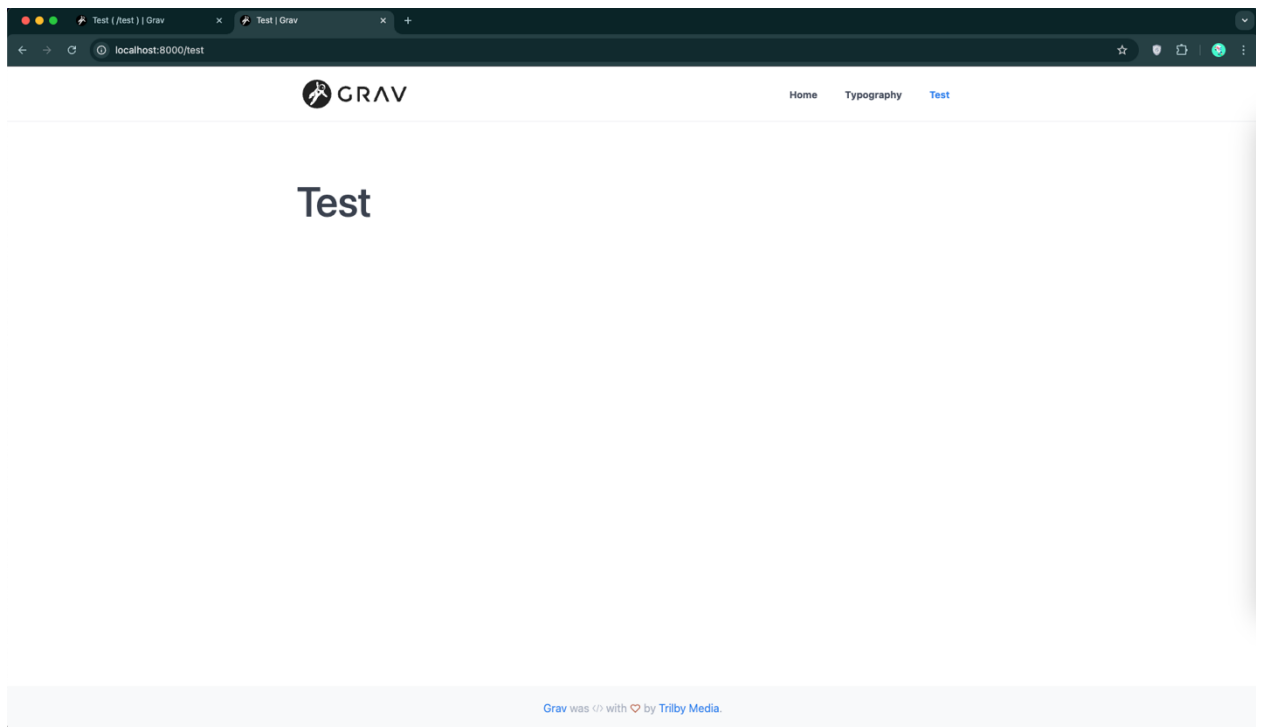 Test ( /test ) | Grav
Test | Grav
localhost:8000/test
GRAV
Home Typography Test
Test
Grav was </> with by Trilby Media.